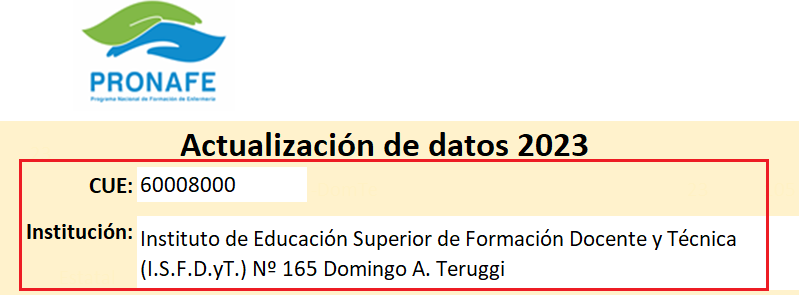 PRONAFE
Programa Nacional de Formación de Enfermería
Actualización de datos 2023
CUE: 60008000
Institución: Instituto de Educación Superior de Formación Docente y Técnica
(I.S.F.D.yT.) Nº 165 Domingo A. Teruggi